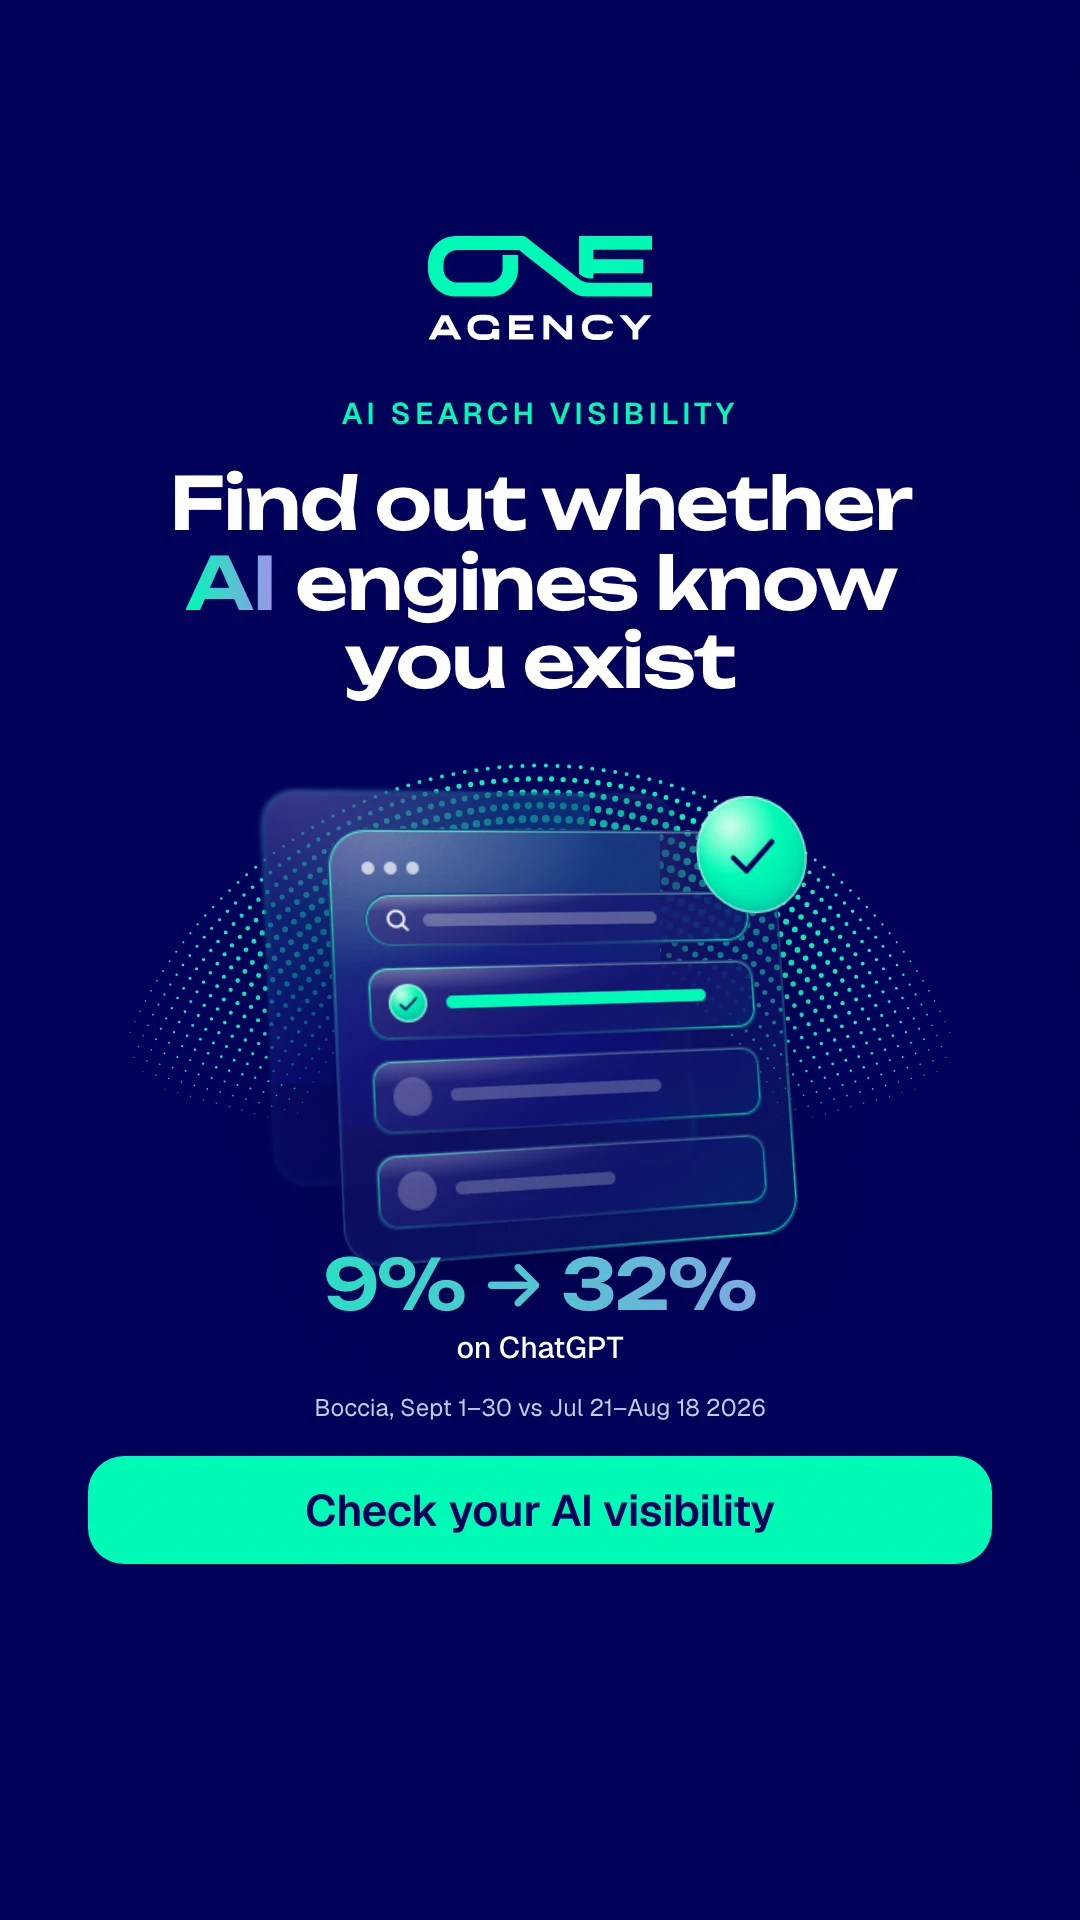 ONE
AGENCY
AI SEARCH VISIBILITY
Find out whether
AI engines know
you exist
9% → 32%
on ChatGPT
Boccia, Sept 1–30 vs Jul 21–Aug 18 2026
Check your AI visibility